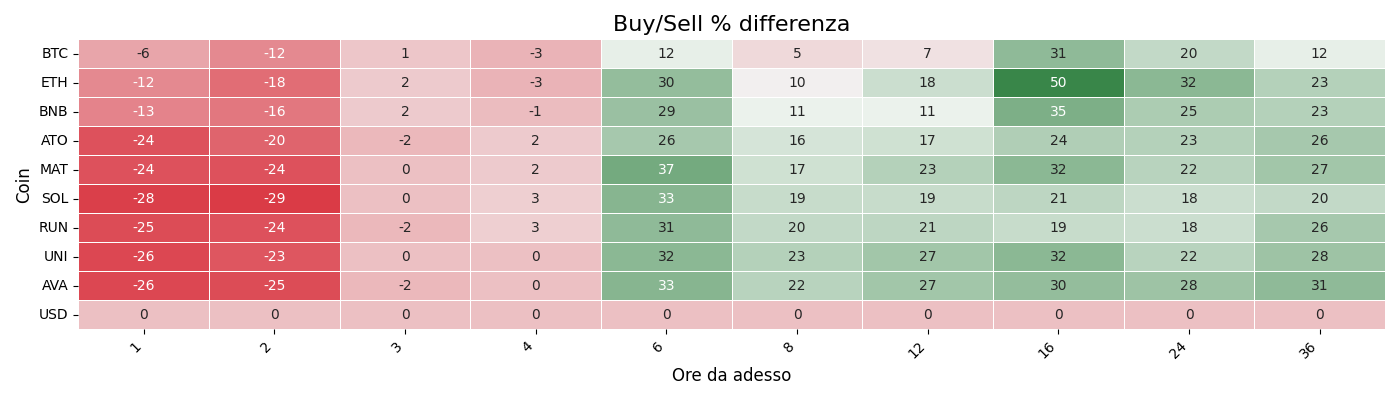 Buy/Sell % differenza
Coin
BTC -6 -12 1 -3 12 5 7 31 20 12
ETH -12 -18 2 -3 30 10 18 50 32 23
BNB -13 -16 2 -1 29 11 11 35 25 23
ATO -24 -20 -2 2 26 16 17 24 23 26
MAT -24 -24 0 2 37 17 23 32 22 27
SOL -28 -29 0 3 33 19 19 21 18 20
RUN -25 -24 -2 3 31 20 21 19 18 26
UNI -26 -23 0 0 32 23 27 32 22 28
AVA -26 -25 -2 0 33 22 27 30 28 31
USD 0 0 0 0 0 0 0 0 0 0
1 2 3 4 6 8 12 16 24 36
Ore da adesso